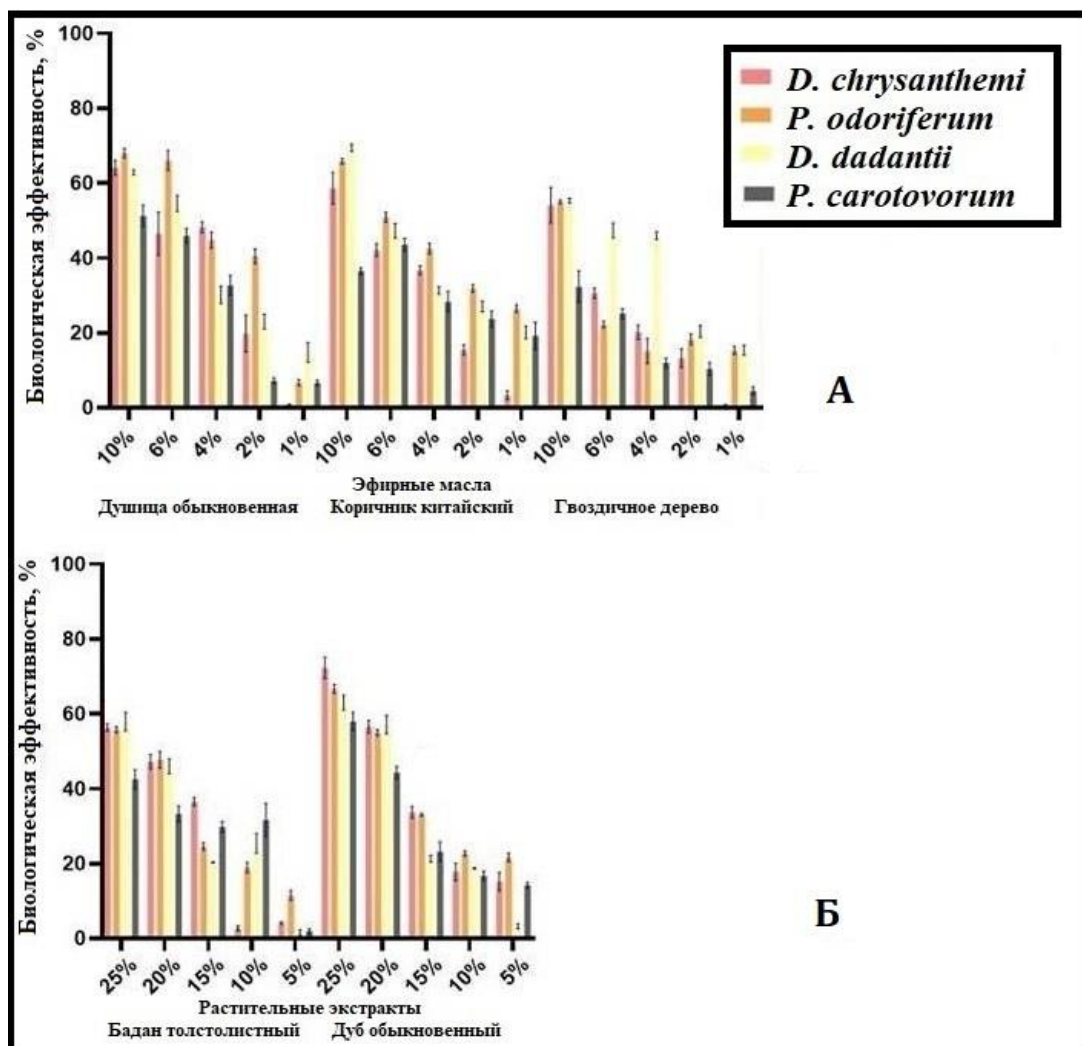 Биологическая эффективность, %
100
80
60
40
20
0
D. chrysanthemi
P. odoriferum
D. dadantii
P. carotovorum
А
10% 6% 4% 2% 1% 10% 6% 4% 2% 1% 10% 6% 4% 2% 1%
Эфирные масла
Душица обыкновенная Коричник китайский Гвоздичное дерево
Биологическая эффективность, %
100
80
60
40
20
0
Б
25% 20% 15% 10% 5% 25% 20% 15% 10% 5%
Растительные экстракты
Бадан толстолистный Дуб обыкновенный